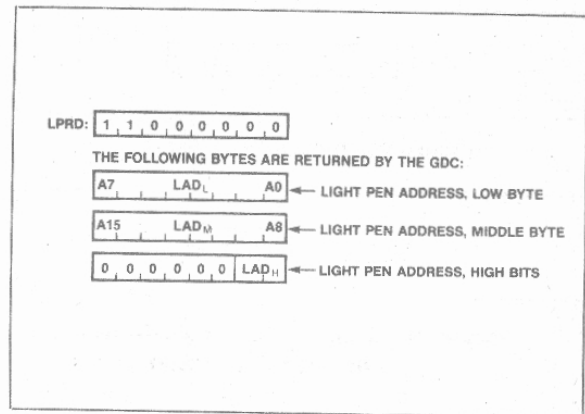 LPRD: 1 1 0 0 0 0 0 0
THE FOLLOWING BYTES ARE RETURNED BY THE GDC:
A7 LADL A0 LIGHT PEN ADDRESS, LOW BYTE
A15 LADM A8 LIGHT PEN ADDRESS, MIDDLE BYTE
0 0 0 0 0 0 LADH LIGHT PEN ADDRESS, HIGH BITS